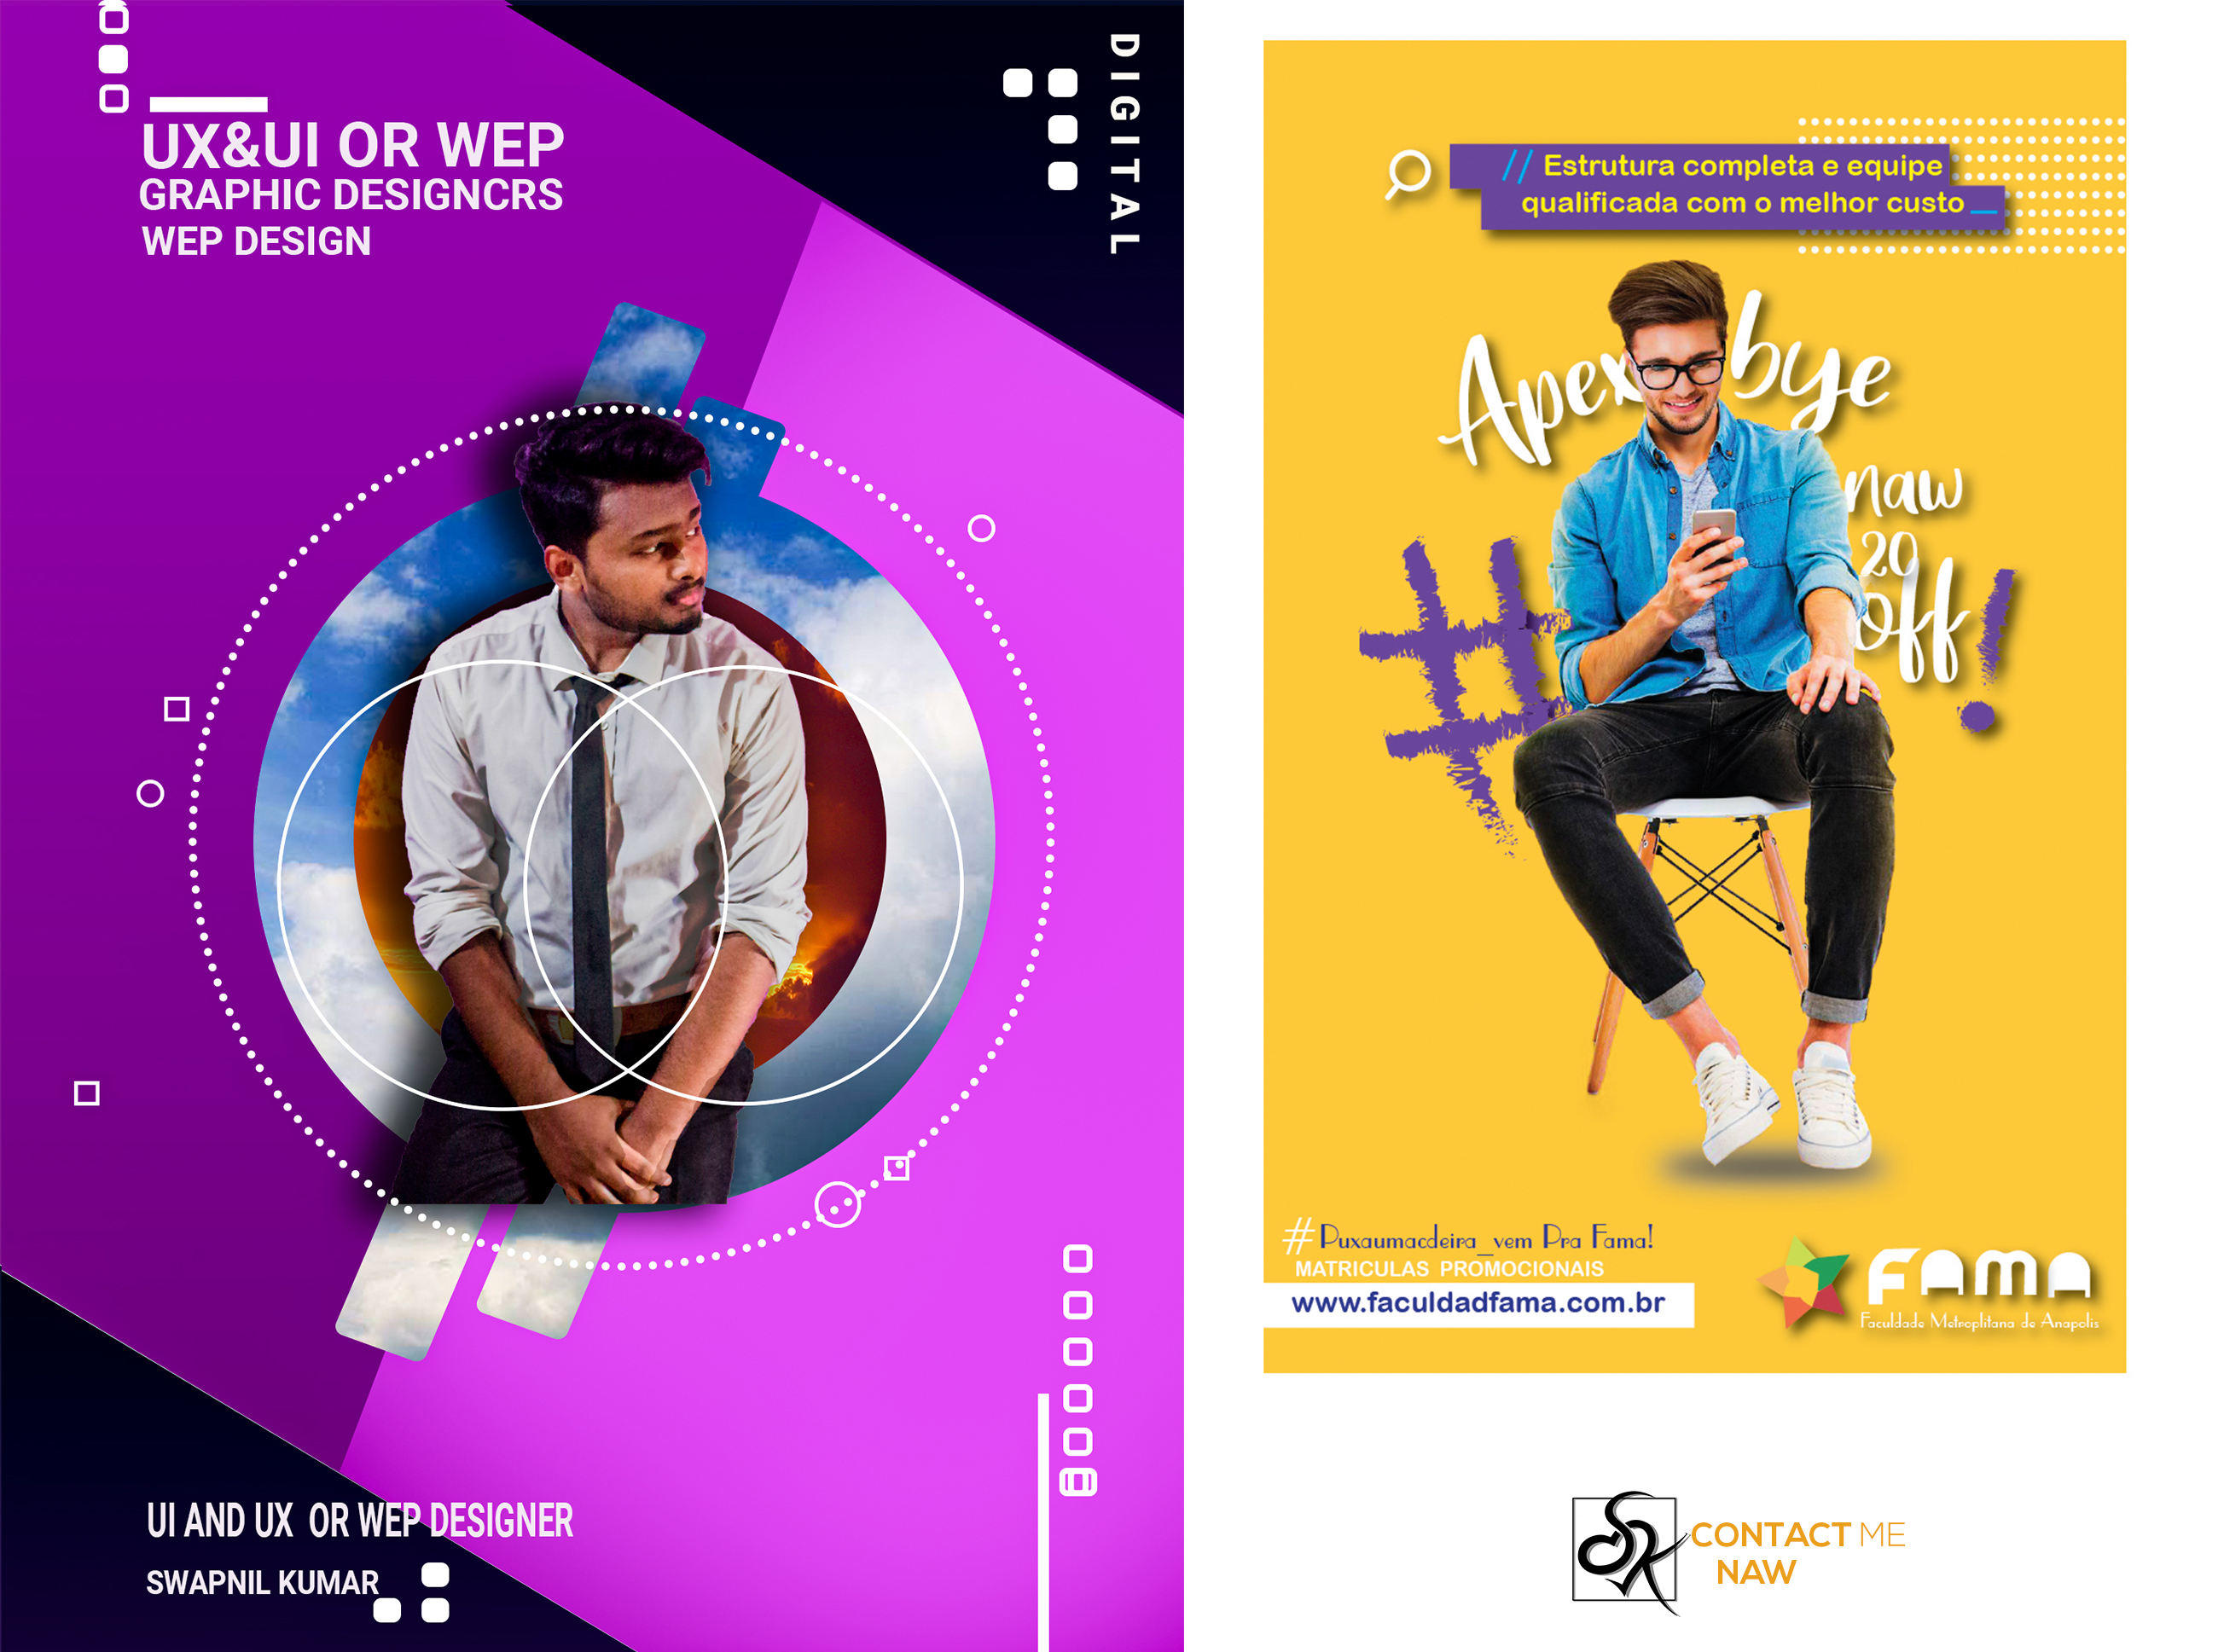 UX&UI OR WEP
GRAPHIC DESIGNCRS
WEP DESIGN
DIGITAL
UI AND UX OR WEP DESIGNER
SWAPNIL KUMAR
// Estrutura completa e equipe
qualificada com o melhor custo _
Apex bye
naw
20
off
# !
#Puxaumacdeira_vem Pra Fama!
MATRICULAS PROMOCIONAIS
www.faculdadfama.com.br
FAMA
Faculdade Metroplitana de Anapolis
SK
CONTACT ME
NAW